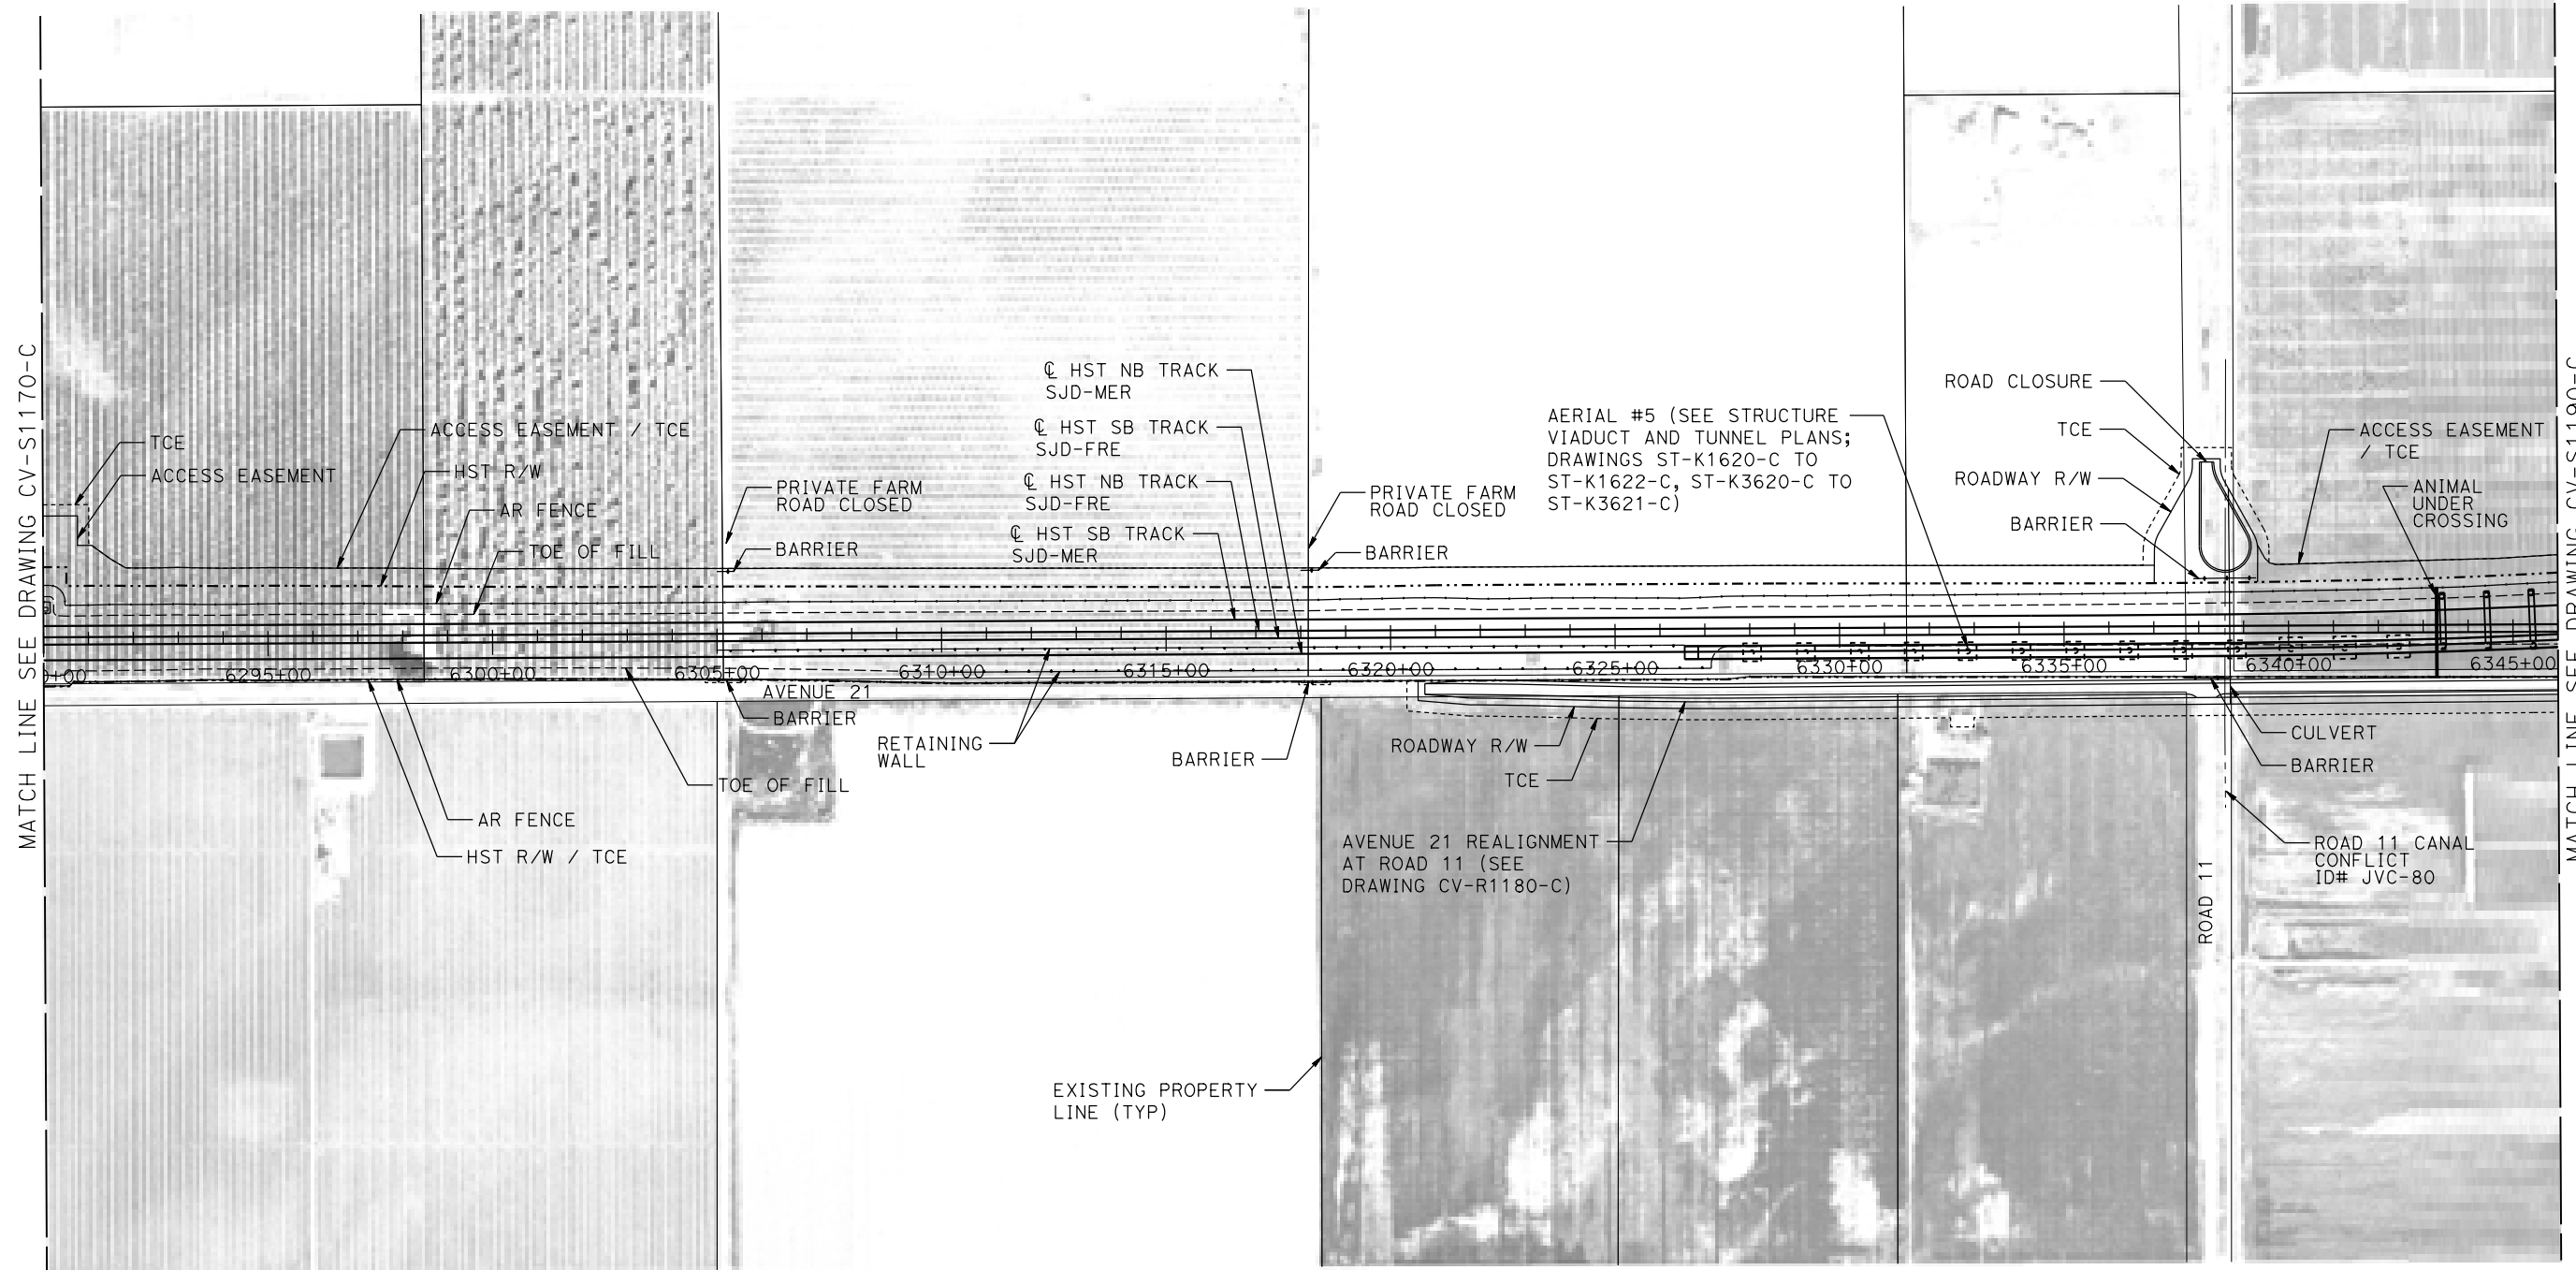 MATCH LINE SEE DRAWING CV-S1170-C
TCE
ACCESS EASEMENT
ACCESS EASEMENT / TCE
HST R/W
AR FENCE
TOE OF FILL
PRIVATE FARM
ROAD CLOSED
BARRIER
℄ HST NB TRACK
SJD-MER
℄ HST SB TRACK
SJD-FRE
℄ HST NB TRACK
SJD-FRE
℄ HST SB TRACK
SJD-MER
PRIVATE FARM
ROAD CLOSED
BARRIER
AERIAL #5 (SEE STRUCTURE
VIADUCT AND TUNNEL PLANS;
DRAWINGS ST-K1620-C TO
ST-K1622-C, ST-K3620-C TO
ST-K3621-C)
ROAD CLOSURE
TCE
ROADWAY R/W
BARRIER
ACCESS EASEMENT
/ TCE
ANIMAL
UNDER
CROSSING
+00
6295+00
6300+00
6305+00
6310+00
6315+00
6320+00
6325+00
6330+00
6335+00
6340+00
6345+00
AVENUE 21
BARRIER
RETAINING
WALL
TOE OF FILL
AR FENCE
HST R/W / TCE
BARRIER
ROADWAY R/W
TCE
AVENUE 21 REALIGNMENT
AT ROAD 11 (SEE
DRAWING CV-R1180-C)
EXISTING PROPERTY
LINE (TYP)
CULVERT
BARRIER
ROAD 11 CANAL
CONFLICT
ID# JVC-80
ROAD 11
MATCH LINE SEE DRAWING CV-S1190-C